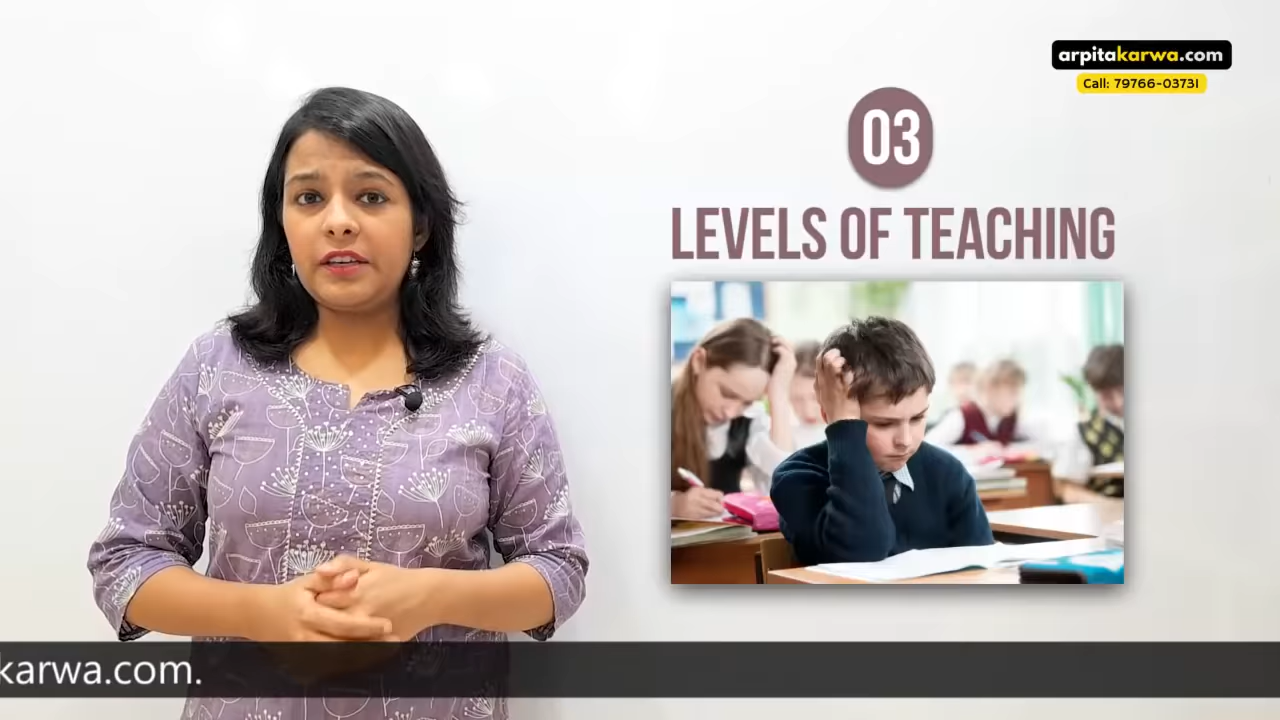 arpitakarwa.com
Call: 79766-03731
03
LEVELS OF TEACHING
karwa.com.